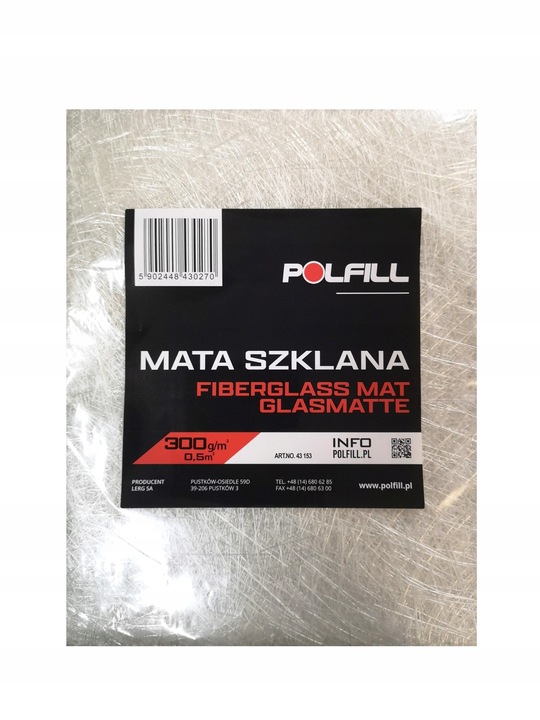 5 902448 430270
POLFILL
MATA SZKLANA
FIBERGLASS MAT
GLASMATTE
300g/m²
0,5m²
ART.NO. 43 153
INFO
POLFILL.PL
PRODUCENT
LERG SA
PUSTKÓW-OSIEDLE 59D
39-206 PUSTKÓW 3
TEL. +48 (14) 680 62 85
FAX +48 (14) 680 63 00
www.polfill.pl